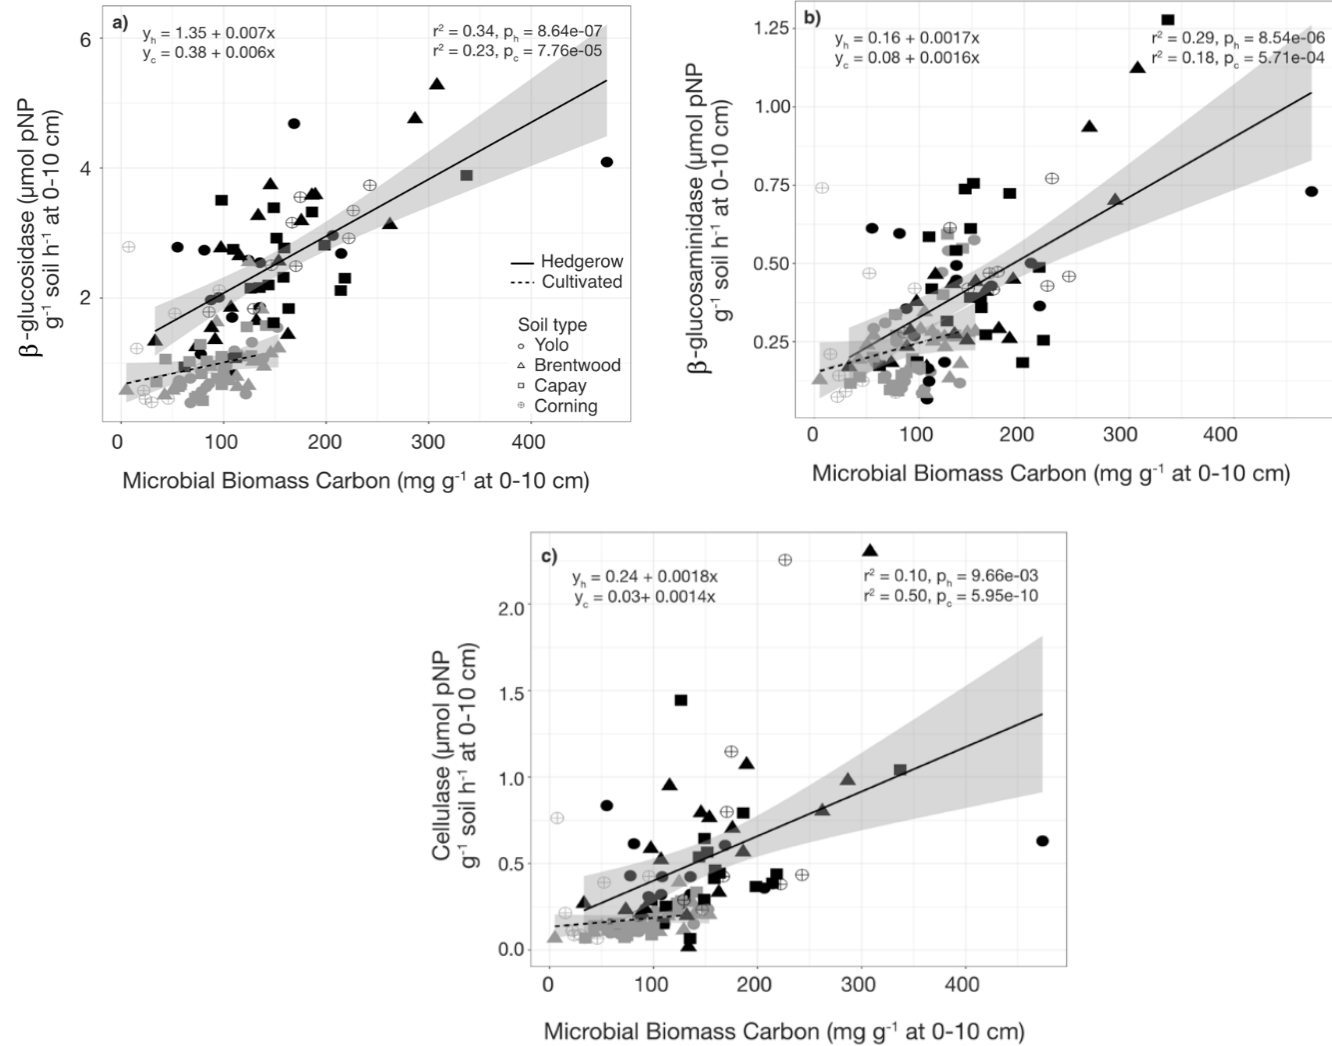 a)
yₕ = 1.35 + 0.007x
y꜀ = 0.38 + 0.006x
r² = 0.34, pₕ = 8.64e-07
r² = 0.23, p꜀ = 7.76e-05
6
4
2
β-glucosidase (µmol pNP
g⁻¹ soil h⁻¹ at 0-10 cm)
Hedgerow
Cultivated
Soil type
Yolo
Brentwood
Capay
Corning
0 100 200 300 400
Microbial Biomass Carbon (mg g⁻¹ at 0-10 cm)
b)
yₕ = 0.16 + 0.0017x
y꜀ = 0.08 + 0.0016x
r² = 0.29, pₕ = 8.54e-06
r² = 0.18, p꜀ = 5.71e-04
1.25
1.00
0.75
0.50
0.25
β-glucosaminidase (µmol pNP
g⁻¹ soil h⁻¹ at 0-10 cm)
0 100 200 300 400
Microbial Biomass Carbon (mg g⁻¹ at 0-10 cm)
c)
yₕ = 0.24 + 0.0018x
y꜀ = 0.03+ 0.0014x
r² = 0.10, pₕ = 9.66e-03
r² = 0.50, p꜀ = 5.95e-10
2.0
1.5
1.0
0.5
0.0
Cellulase (µmol pNP
g⁻¹ soil h⁻¹ at 0-10 cm)
0 100 200 300 400
Microbial Biomass Carbon (mg g⁻¹ at 0-10 cm)